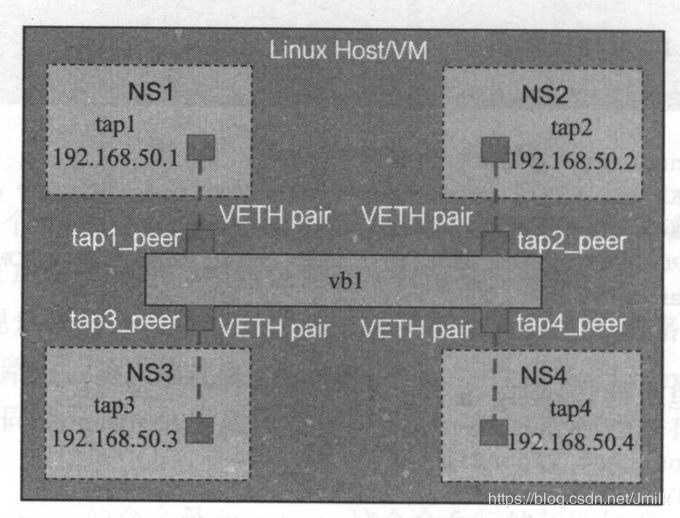 Linux Host/VM
NS1
tap1
192.168.50.1
NS2
tap2
192.168.50.2
VETH pair
VETH pair
tap1_peer
tap2_peer
vb1
tap3_peer
VETH pair
VETH pair
tap4_peer
NS3
tap3
192.168.50.3
NS4
tap4
192.168.50.4
https://blog.csdn.net/Jmilk